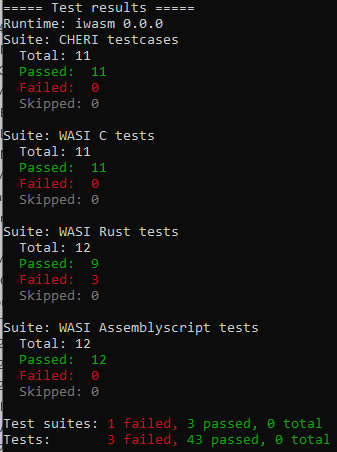 ===== Test results =====
Runtime: iwasm 0.0.0
Suite: CHERI testcases
Total: 11
Passed: 11
Failed: 0
Skipped: 0
Suite: WASI C tests
Total: 11
Passed: 11
Failed: 0
Skipped: 0
Suite: WASI Rust tests
Total: 12
Passed: 9
Failed: 3
Skipped: 0
Suite: WASI Assemblyscript tests
Total: 12
Passed: 12
Failed: 0
Skipped: 0
Test suites: 1 failed, 3 passed, 0 total
Tests: 3 failed, 43 passed, 0 total